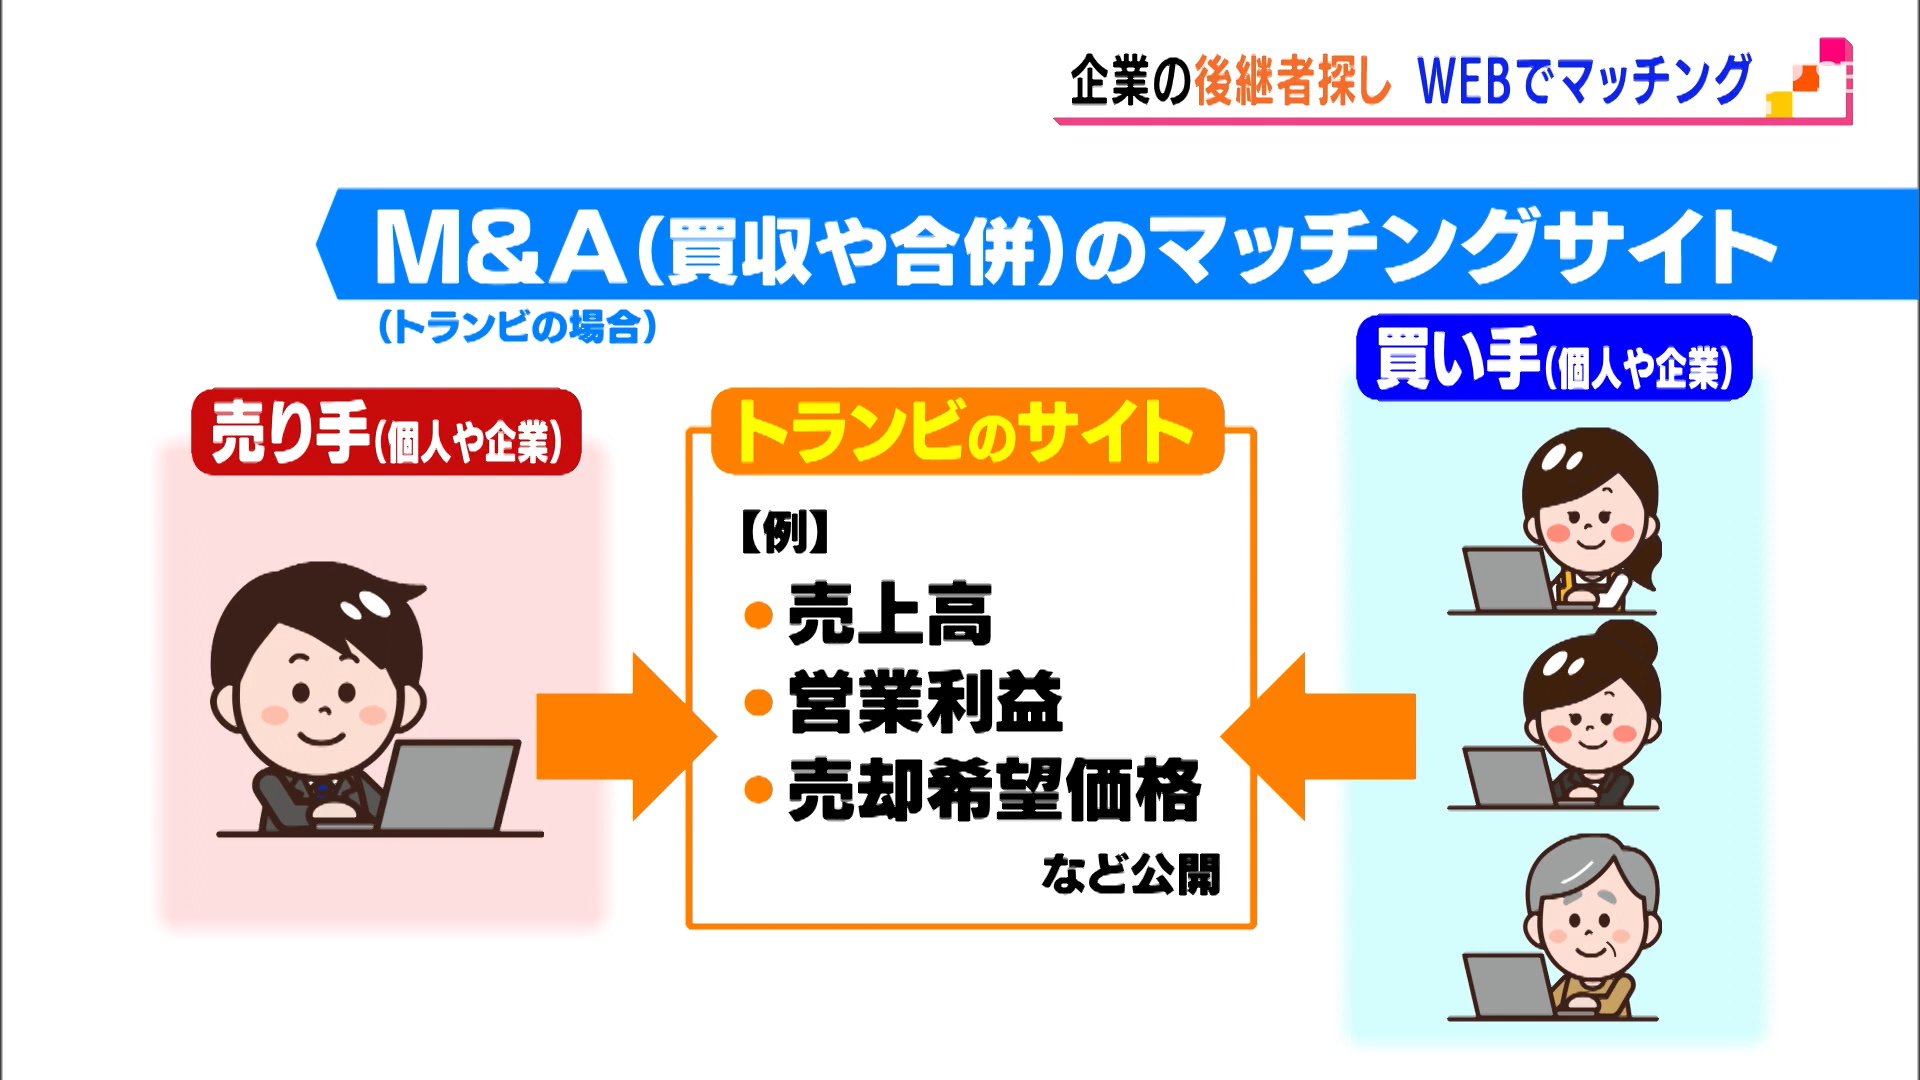 企業の後継者探し WEBでマッチング
M&A(買収や合併)のマッチングサイト
(トランビの場合)
売り手(個人や企業)
トランビのサイト
【例】
●売上高
●営業利益
●売却希望価格
など公開
買い手(個人や企業)